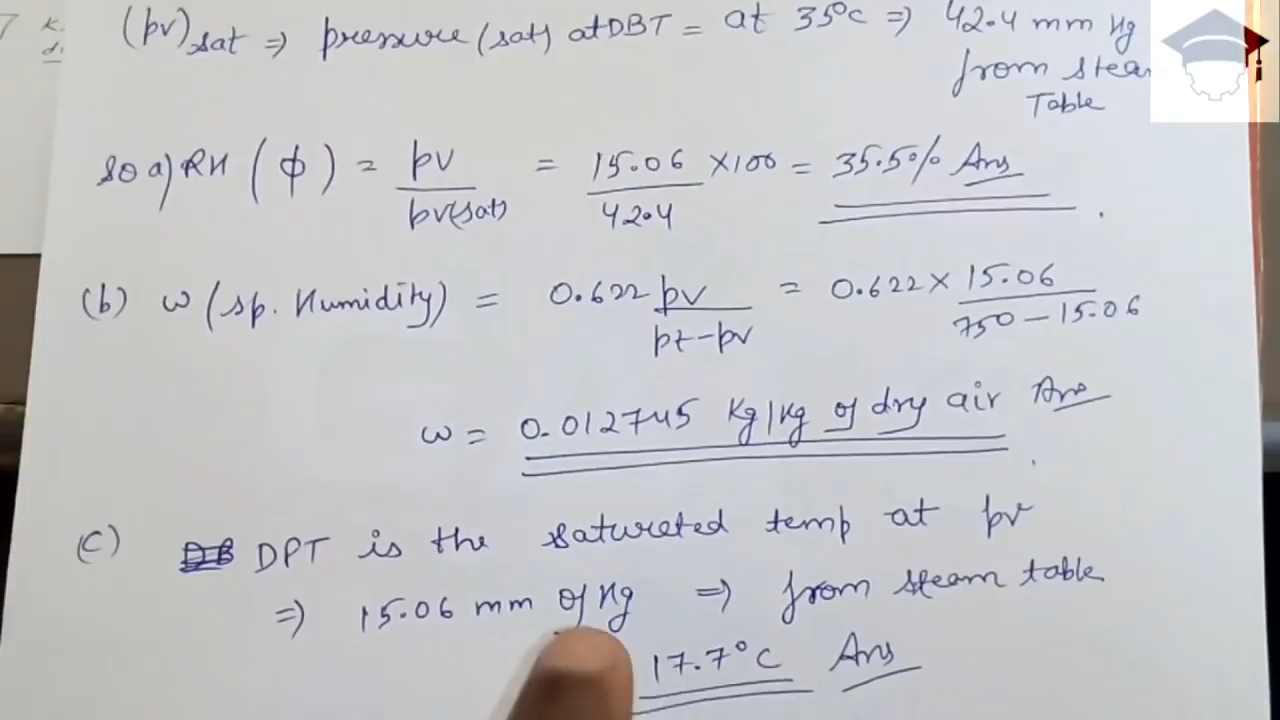 (pv)sat => pressure (sat) at DBT = at 35°c => 42.4 mm Hg
from stea
Table
so a) RH (φ) = pv / pv(sat) = 15.06 / 42.4 × 100 = 35.5% Ans
(b) ω (sp. Humidity) = 0.622 pv / pt-pv = 0.622 × 15.06 / 750 - 15.06
ω = 0.012745 Kg/kg of dry air Ans
(c) DPT is the satureted temp at pv
=> 15.06 mm of Hg => from steam table
17.7°C Ans